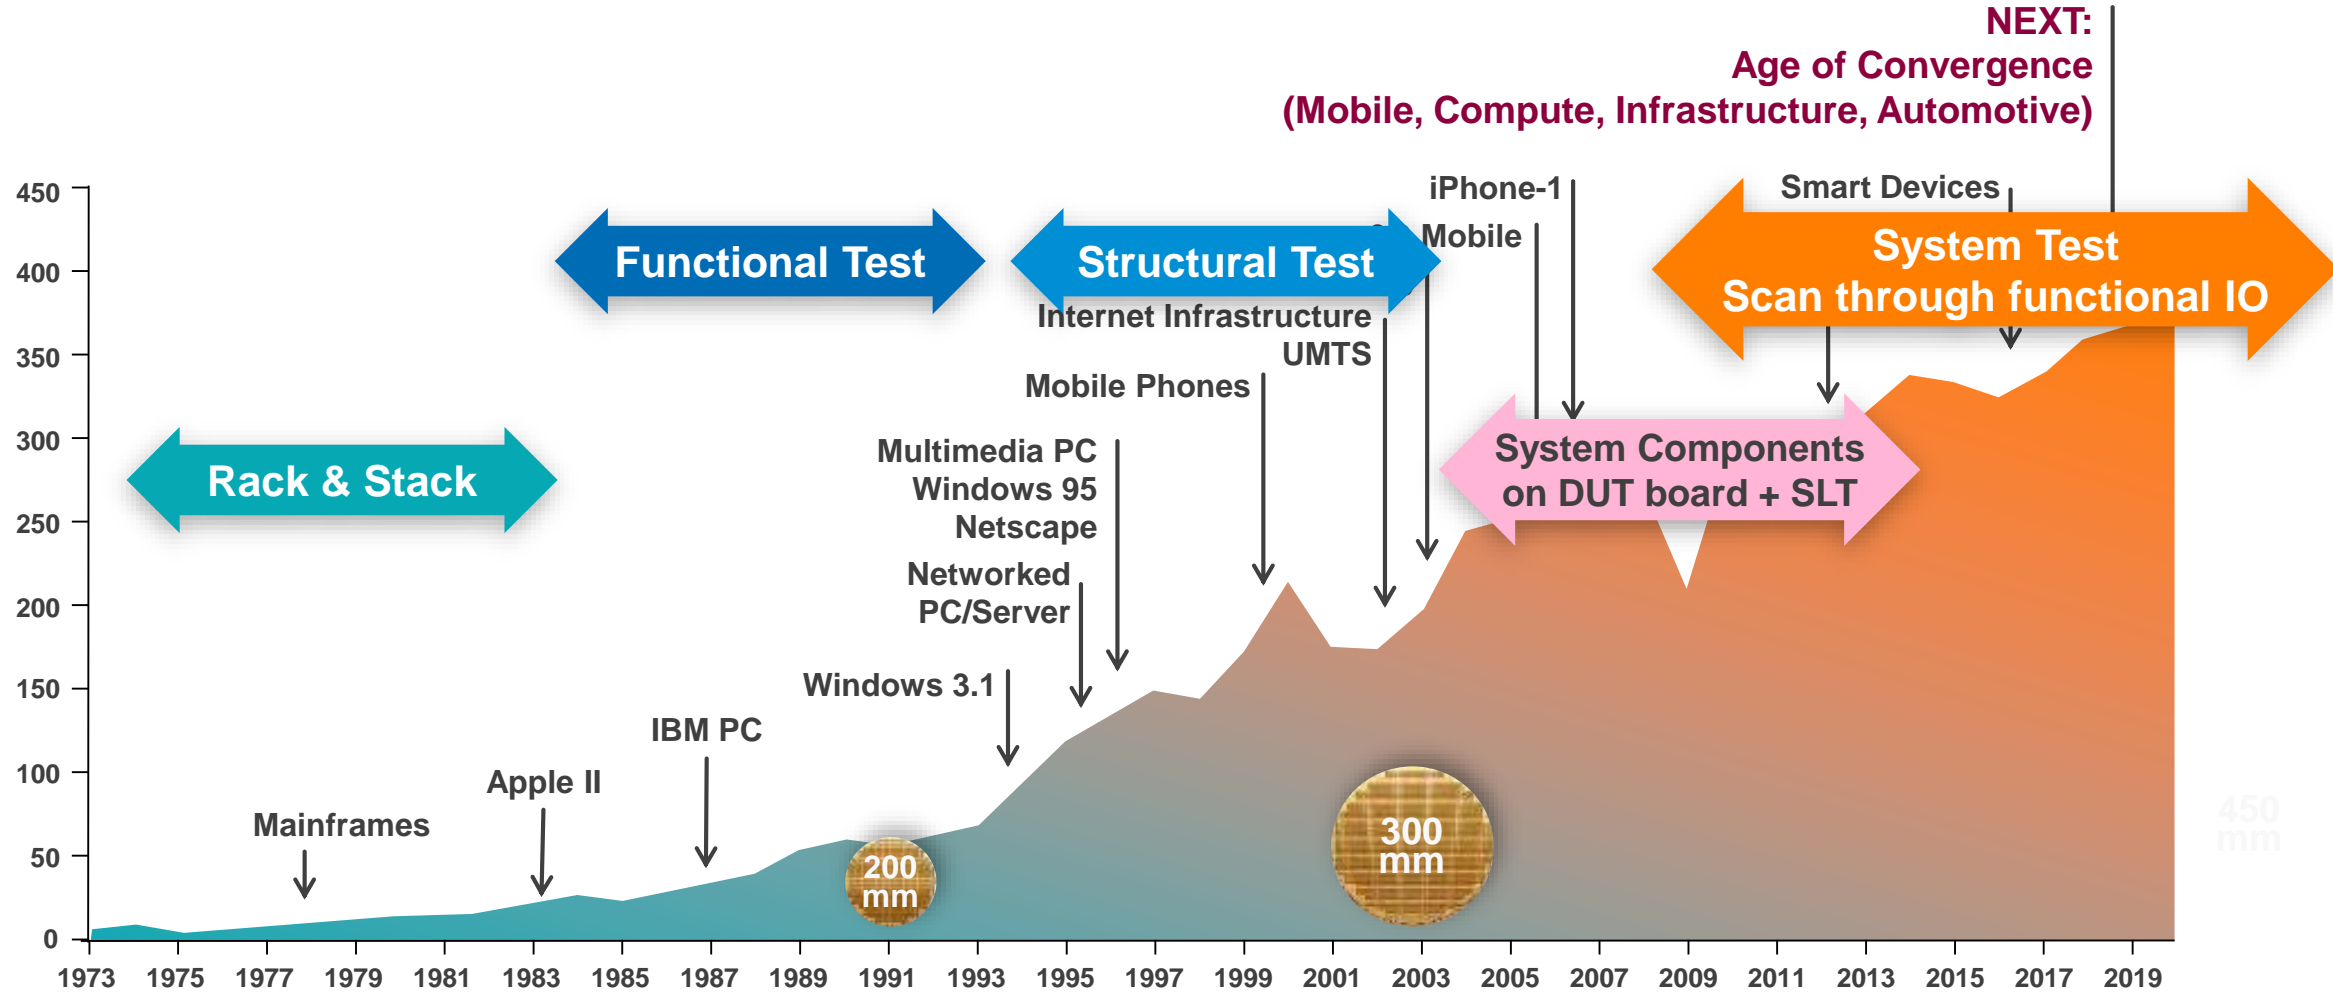 NEXT:
Age of Convergence
(Mobile, Compute, Infrastructure, Automotive)
iPhone-1
Smart Devices
Mobile
Functional Test
Structural Test
System Test
Scan through functional IO
Internet Infrastructure
UMTS
Mobile Phones
Rack & Stack
System Components
on DUT board + SLT
Multimedia PC
Windows 95
Netscape
Networked
PC/Server
Windows 3.1
IBM PC
Apple II
Mainframes
200
mm
300
mm
450
mm
450
400
350
300
250
200
150
100
50
0
1973 1975 1977 1979 1981 1983 1985 1987 1989 1991 1993 1995 1997 1999 2001 2003 2005 2007 2009 2011 2013 2015 2017 2019